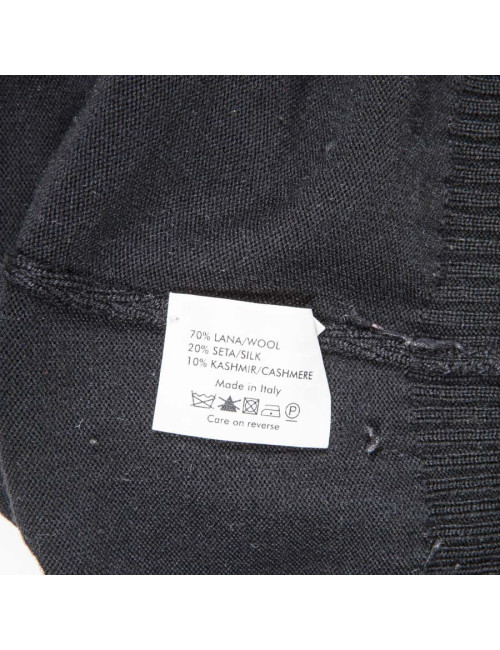 70% LANA/WOOL
20% SETA/SILK
10% KASHMIR/CASHMERE
Made in Italy
P
Care on reverse